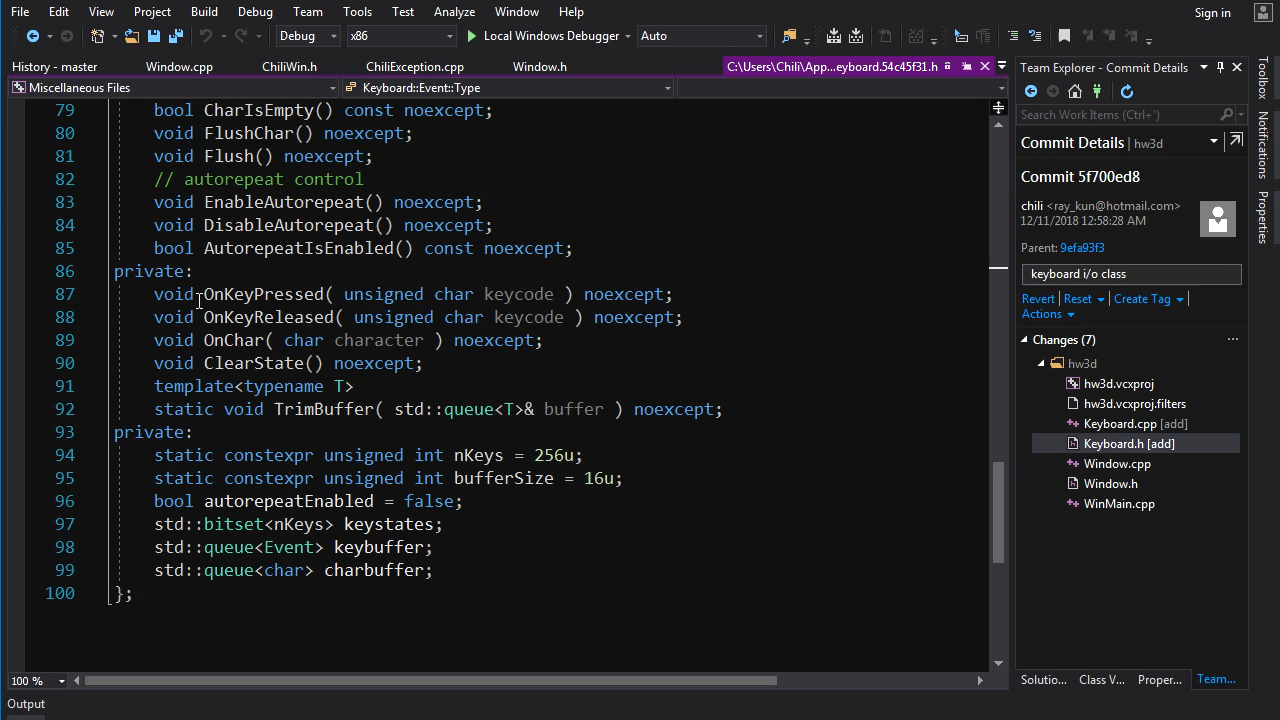 File Edit View Project Build Debug Team Tools Test Analyze Window Help Sign in
Debug x86 Local Windows Debugger Auto
History - master Window.cpp ChiliWin.h ChiliException.cpp Window.h C:\Users\Chili\App...eyboard.54c45f31.h
Miscellaneous Files Keyboard::Event::Type
79 bool CharIsEmpty() const noexcept;
80 void FlushChar() noexcept;
81 void Flush() noexcept;
82 // autorepeat control
83 void EnableAutorepeat() noexcept;
84 void DisableAutorepeat() noexcept;
85 bool AutorepeatIsEnabled() const noexcept;
86 private:
87 void OnKeyPressed( unsigned char keycode ) noexcept;
88 void OnKeyReleased( unsigned char keycode ) noexcept;
89 void OnChar( char character ) noexcept;
90 void ClearState() noexcept;
91 template<typename T>
92 static void TrimBuffer( std::queue<T>& buffer ) noexcept;
93 private:
94 static constexpr unsigned int nKeys = 256u;
95 static constexpr unsigned int bufferSize = 16u;
96 bool autorepeatEnabled = false;
97 std::bitset<nKeys> keystates;
98 std::queue<Event> keybuffer;
99 std::queue<char> charbuffer;
100 };
100 %
Output
Team Explorer - Commit Details
Search Work Items (Ctrl+')
Commit Details | hw3d
Commit 5f700ed8
chili <ray_kun@hotmail.com>
12/11/2018 12:58:28 AM
Parent: 9efa93f3
keyboard i/o class
Revert | Reset | Create Tag |
Actions
Changes (7) ...
hw3d
hw3d.vcxproj
hw3d.vcxproj.filters
Keyboard.cpp [add]
Keyboard.h [add]
Window.cpp
Window.h
WinMain.cpp
Solutio... Class V... Proper... Team...
Toolbox
Notifications
Properties